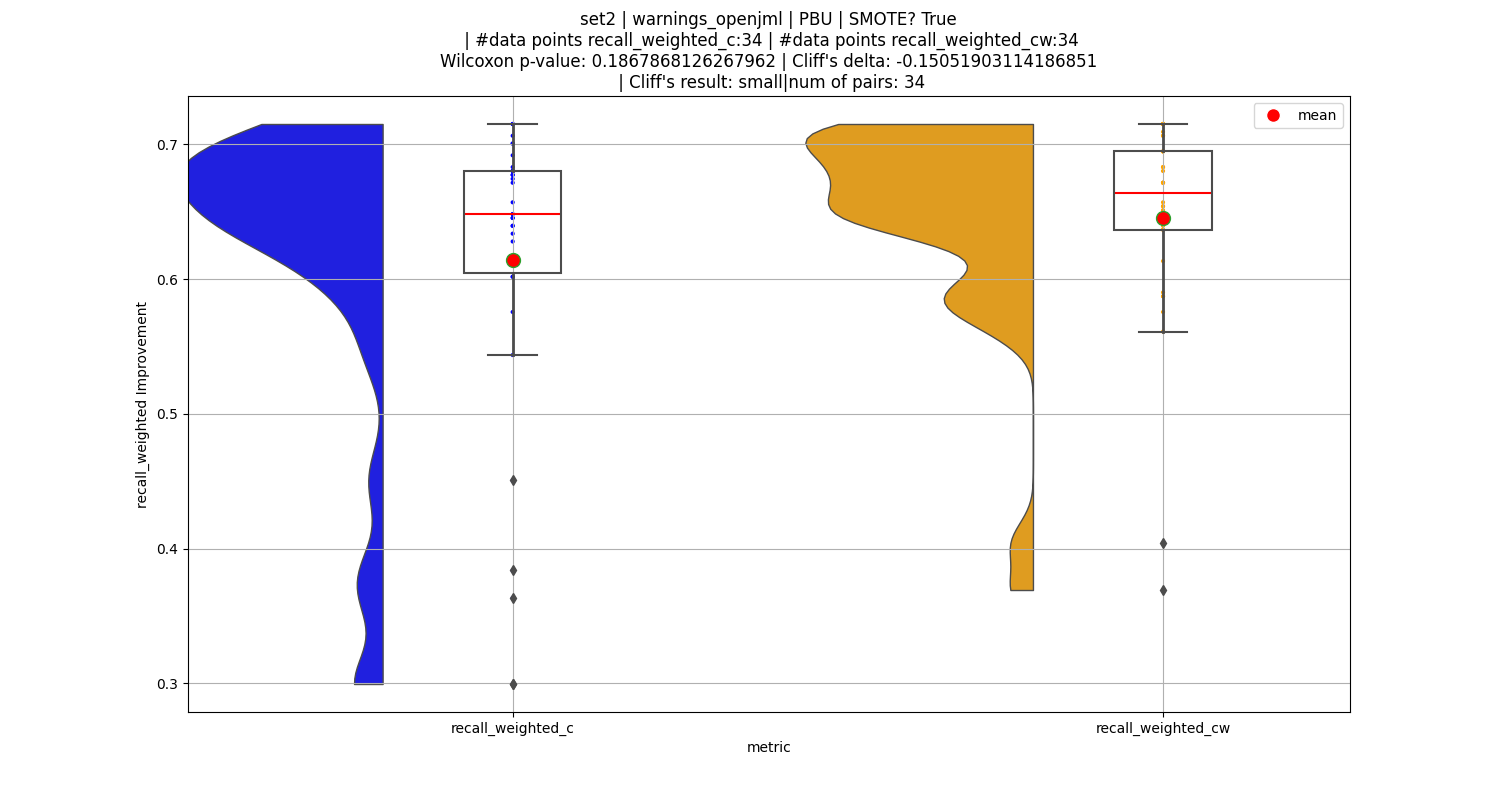 set2 | warnings_openjml | PBU | SMOTE? True
| #data points recall_weighted_c:34 | #data points recall_weighted_cw:34
Wilcoxon p-value: 0.1867868126267962 | Cliff's delta: -0.15051903114186851
| Cliff's result: small|num of pairs: 34
mean
0.7
0.6
0.5
0.4
0.3
recall_weighted Improvement
recall_weighted_c
recall_weighted_cw
metric